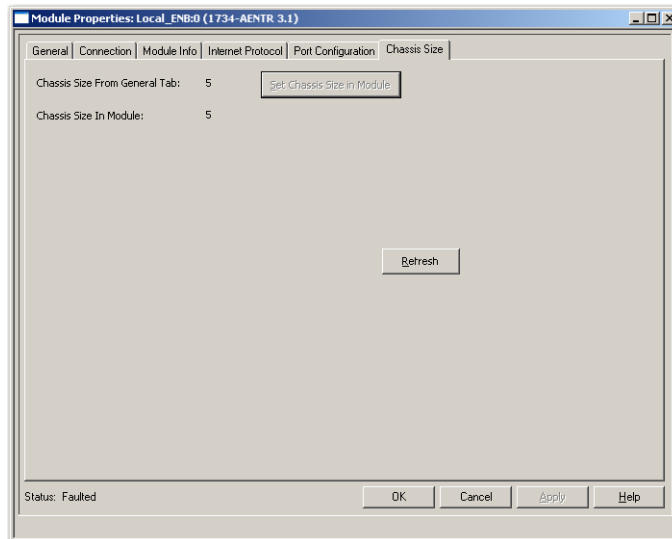 Module Properties: Local_ENB:0 (1734-AENTR 3.1)
General
Connection
Module Info
Internet Protocol
Port Configuration
Chassis Size
Chassis Size From General Tab: 5
Set Chassis Size in Module
Chassis Size In Module: 5
Refresh
Status: Faulted
OK
Cancel
Apply
Help